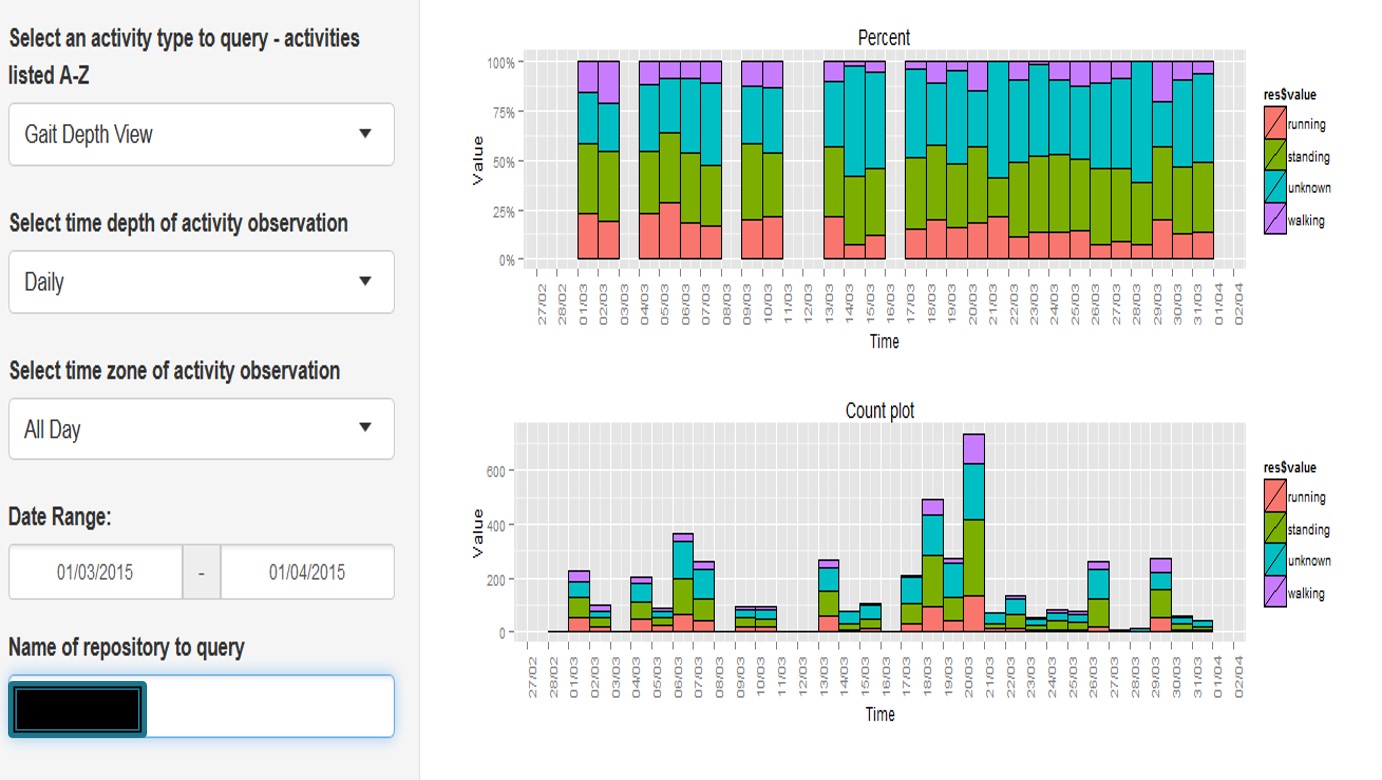 Select an activity type to query - activities
listed A-Z
Gait Depth View
Select time depth of activity observation
Daily
Select time zone of activity observation
All Day
Date Range:
01/03/2015 - 01/04/2015
Name of repository to query
Percent
100%
75%
50%
25%
0%
Value
27/02 28/02 01/03 02/03 03/03 04/03 05/03 06/03 07/03 08/03 09/03 10/03 11/03 12/03 13/03 14/03 15/03 16/03 17/03 18/03 19/03 20/03 21/03 22/03 23/03 24/03 25/03 26/03 27/03 28/03 29/03 30/03 31/03 01/04 02/04
Time
res$value
running
standing
unknown
walking
Count plot
600
400
200
0
Value
27/02 28/02 01/03 02/03 03/03 04/03 05/03 06/03 07/03 08/03 09/03 10/03 11/03 12/03 13/03 14/03 15/03 16/03 17/03 18/03 19/03 20/03 21/03 22/03 23/03 24/03 25/03 26/03 27/03 28/03 29/03 30/03 31/03 01/04 02/04
Time
res$value
running
standing
unknown
walking